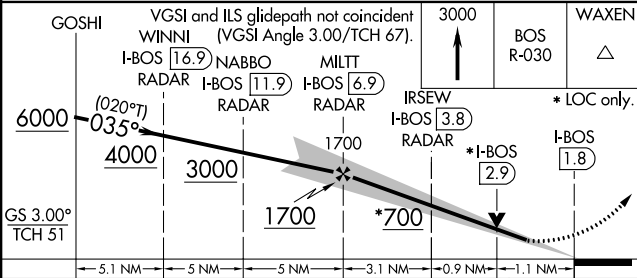 GOSHI
VGSI and ILS glidepath not coincident
(VGSI Angle 3.00/TCH 67).
3000
BOS
R-030
WAXEN
WINNI
I-BOS 16.9
RADAR
NABBO
I-BOS 11.9
RADAR
MILTT
I-BOS 6.9
RADAR
IRSEW
I-BOS 3.8
RADAR
* LOC only.
*I-BOS
2.9
I-BOS
1.8
6000
(020°T)
035°
4000
3000
1700
1700
*700
GS 3.00°
TCH 51
5.1 NM
5 NM
5 NM
3.1 NM
0.9 NM
1.1 NM